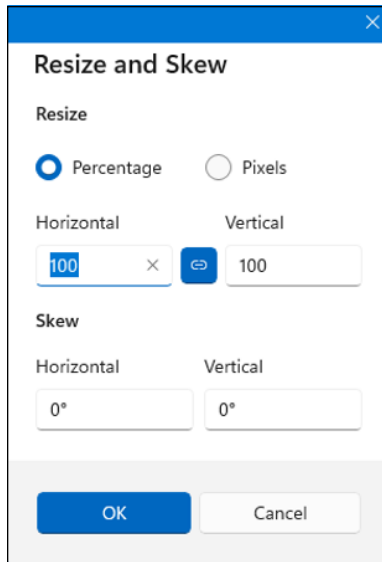 Resize and Skew
Resize
Percentage Pixels
Horizontal Vertical
100 100
Skew
Horizontal Vertical
0° 0°
OK Cancel